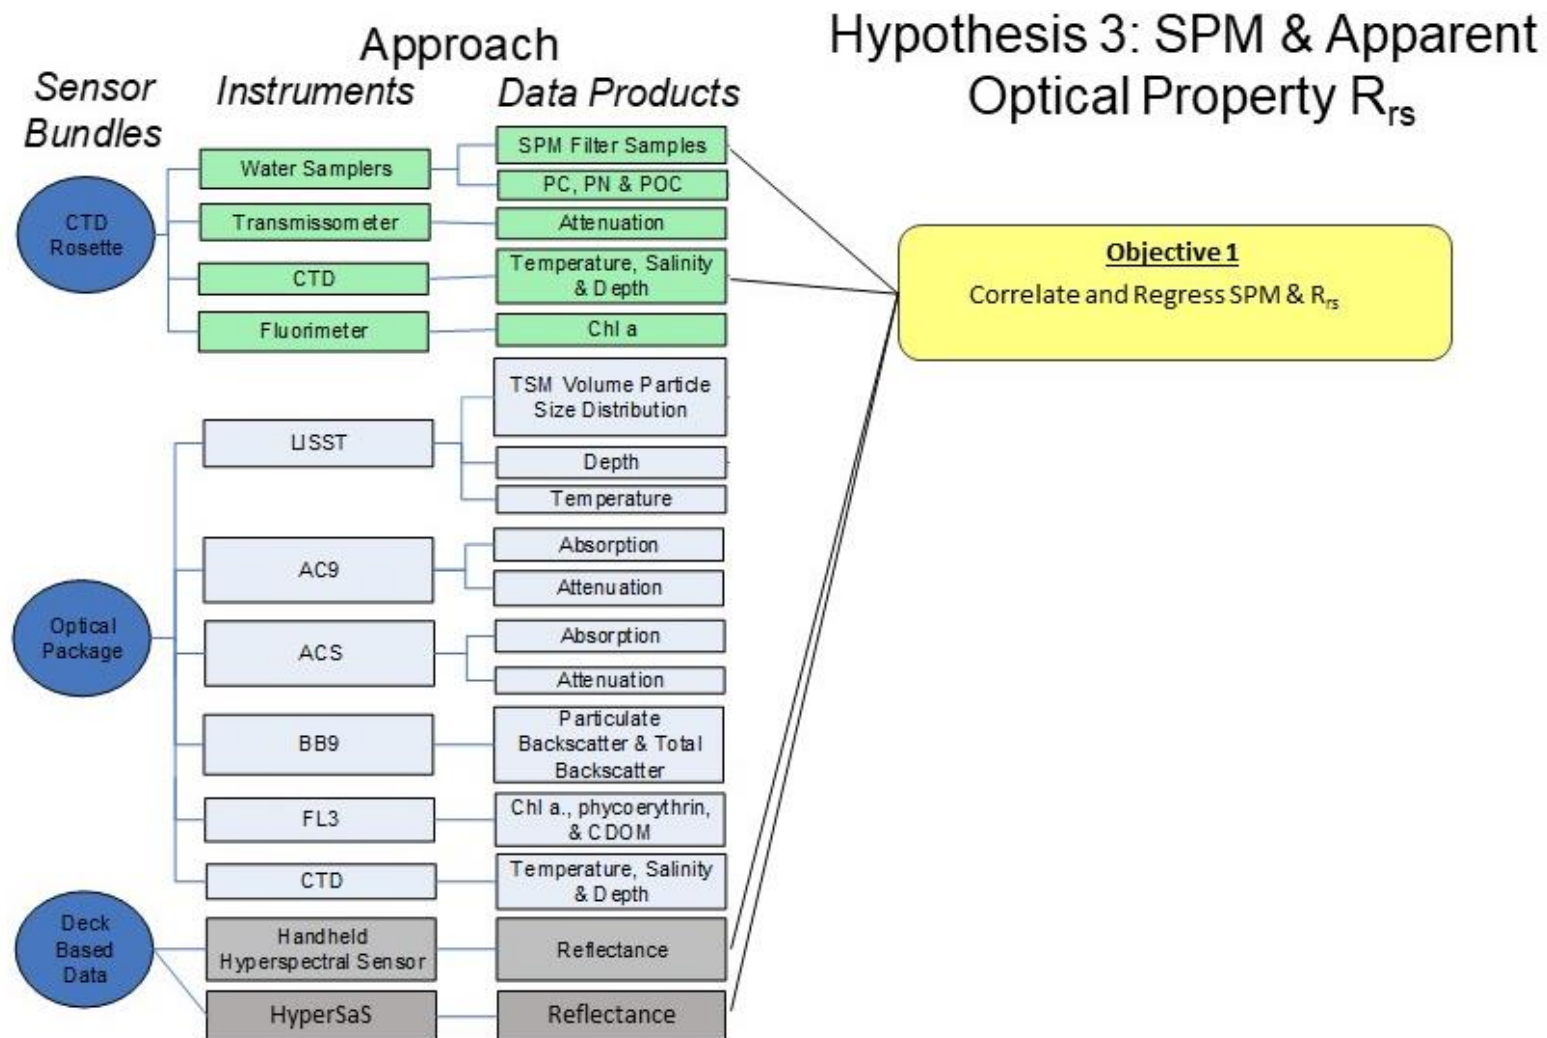 Approach
Hypothesis 3: SPM & Apparent
Optical Property Rrs
Sensor
Bundles
Instruments
Data Products
CTD
Rosette
Water Samplers
SPM Filter Samples
PC, PN & POC
Transmissometer
Attenuation
CTD
Temperature, Salinity
& Depth
Fluorimeter
Chl a
Objective 1
Correlate and Regress SPM & Rrs
Optical
Package
LISST
TSM Volume Particle
Size Distribution
Depth
Temperature
AC9
Absorption
Attenuation
ACS
Absorption
Attenuation
BB9
Particulate
Backscatter & Total
Backscatter
FL3
Chl a., phycoerythrin,
& CDOM
CTD
Temperature, Salinity
& Depth
Deck
Based
Data
Handheld
Hyperspectral Sensor
Reflectance
HyperSaS
Reflectance